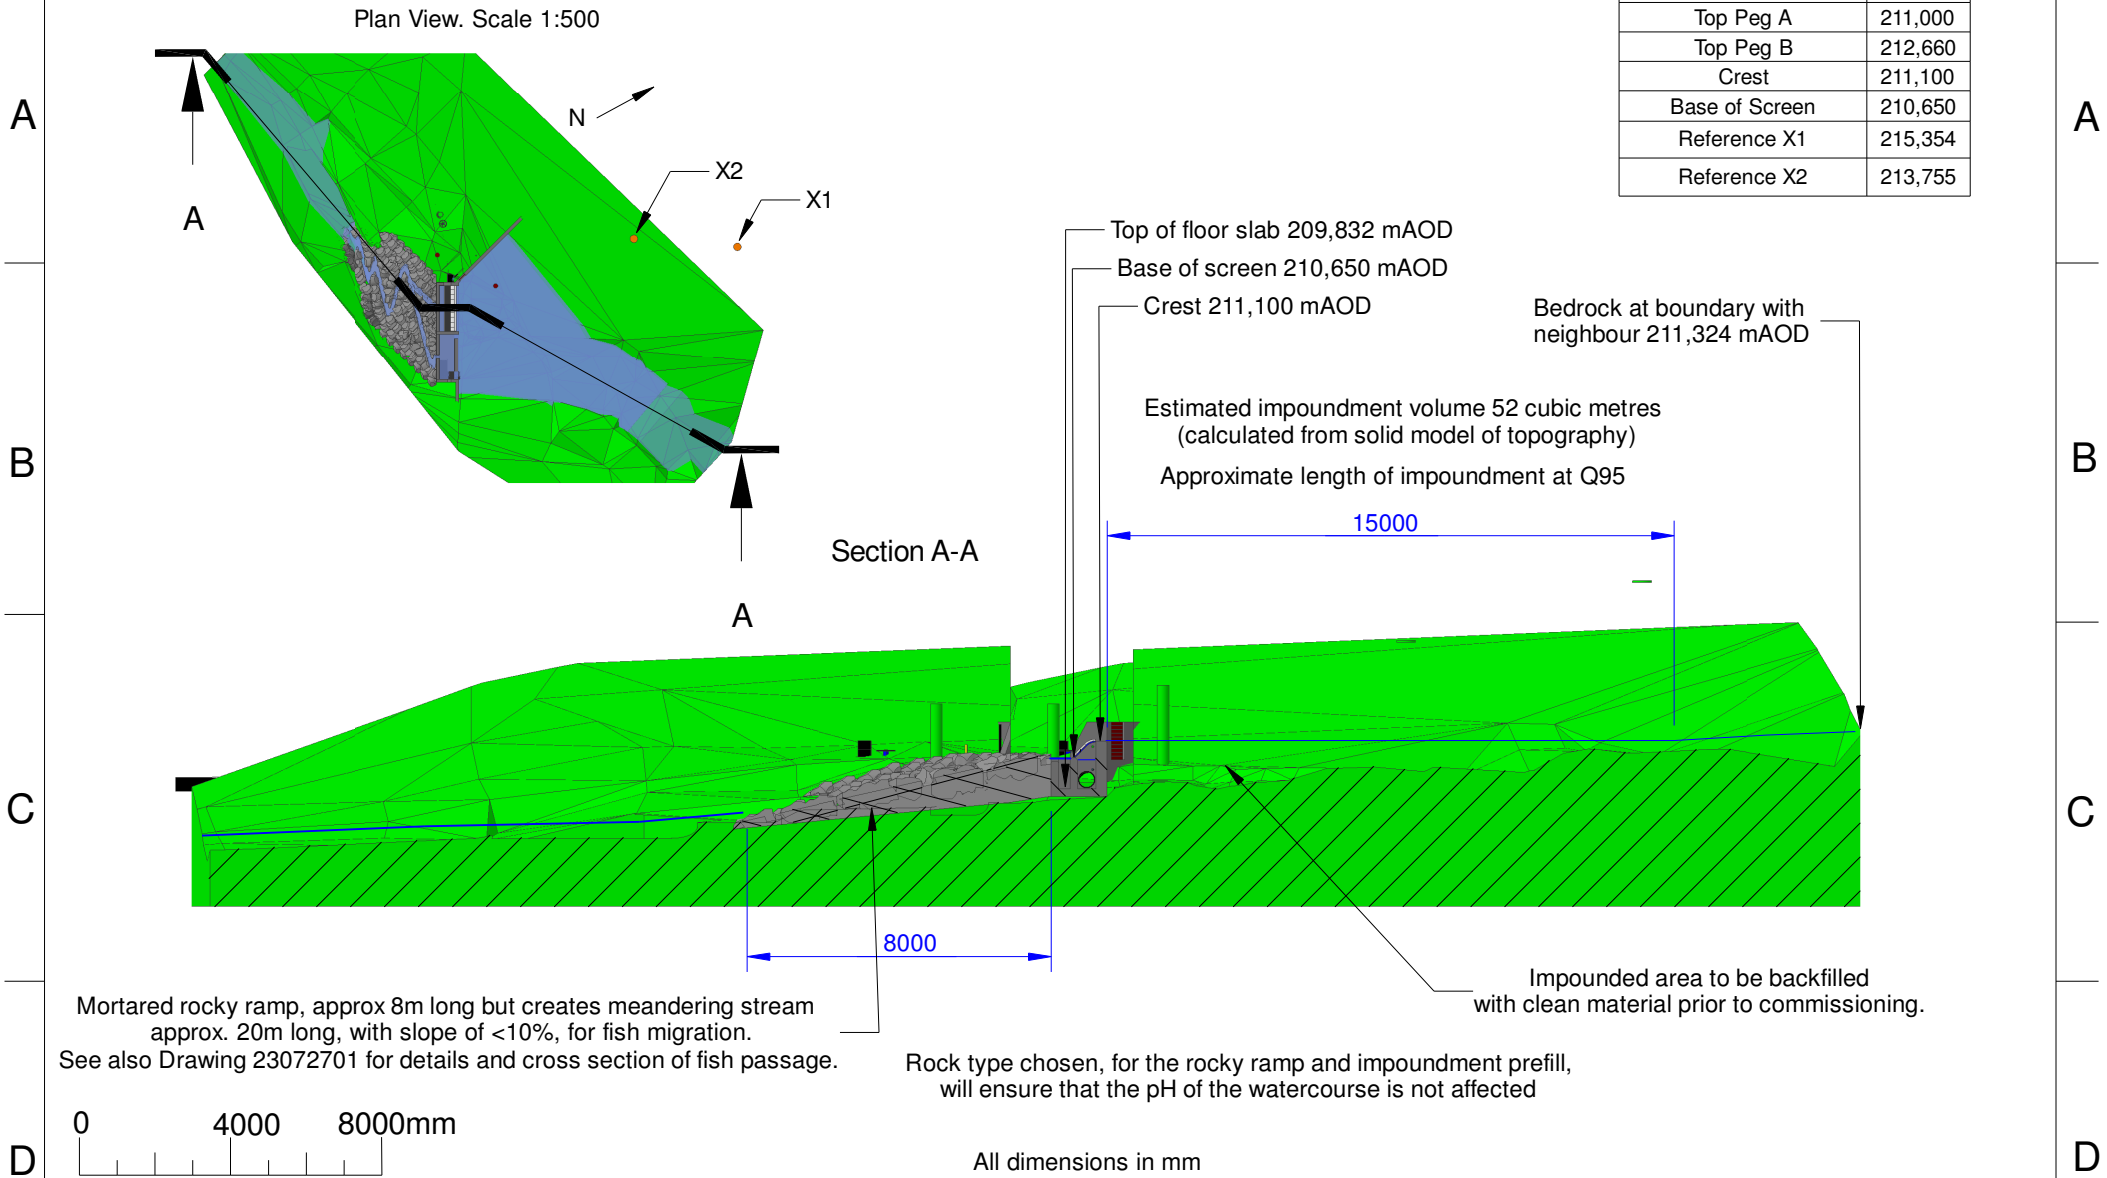 Plan View. Scale 1:500
Top Peg A 211,000
Top Peg B 212,660
Crest 211,100
Base of Screen 210,650
Reference X1 215,354
Reference X2 213,755
A
A
N
X2
X1
A
Top of floor slab 209,832 mAOD
Base of screen 210,650 mAOD
Crest 211,100 mAOD
Bedrock at boundary with
neighbour 211,324 mAOD
Estimated impoundment volume 52 cubic metres
(calculated from solid model of topography)
Approximate length of impoundment at Q95
B
B
15000
Section A-A
A
C
C
8000
Impounded area to be backfilled
with clean material prior to commissioning.
Mortared rocky ramp, approx 8m long but creates meandering stream
approx. 20m long, with slope of <10%, for fish migration.
See also Drawing 23072701 for details and cross section of fish passage.
Rock type chosen, for the rocky ramp and impoundment prefill,
will ensure that the pH of the watercourse is not affected
0 4000 8000mm
D
All dimensions in mm
D